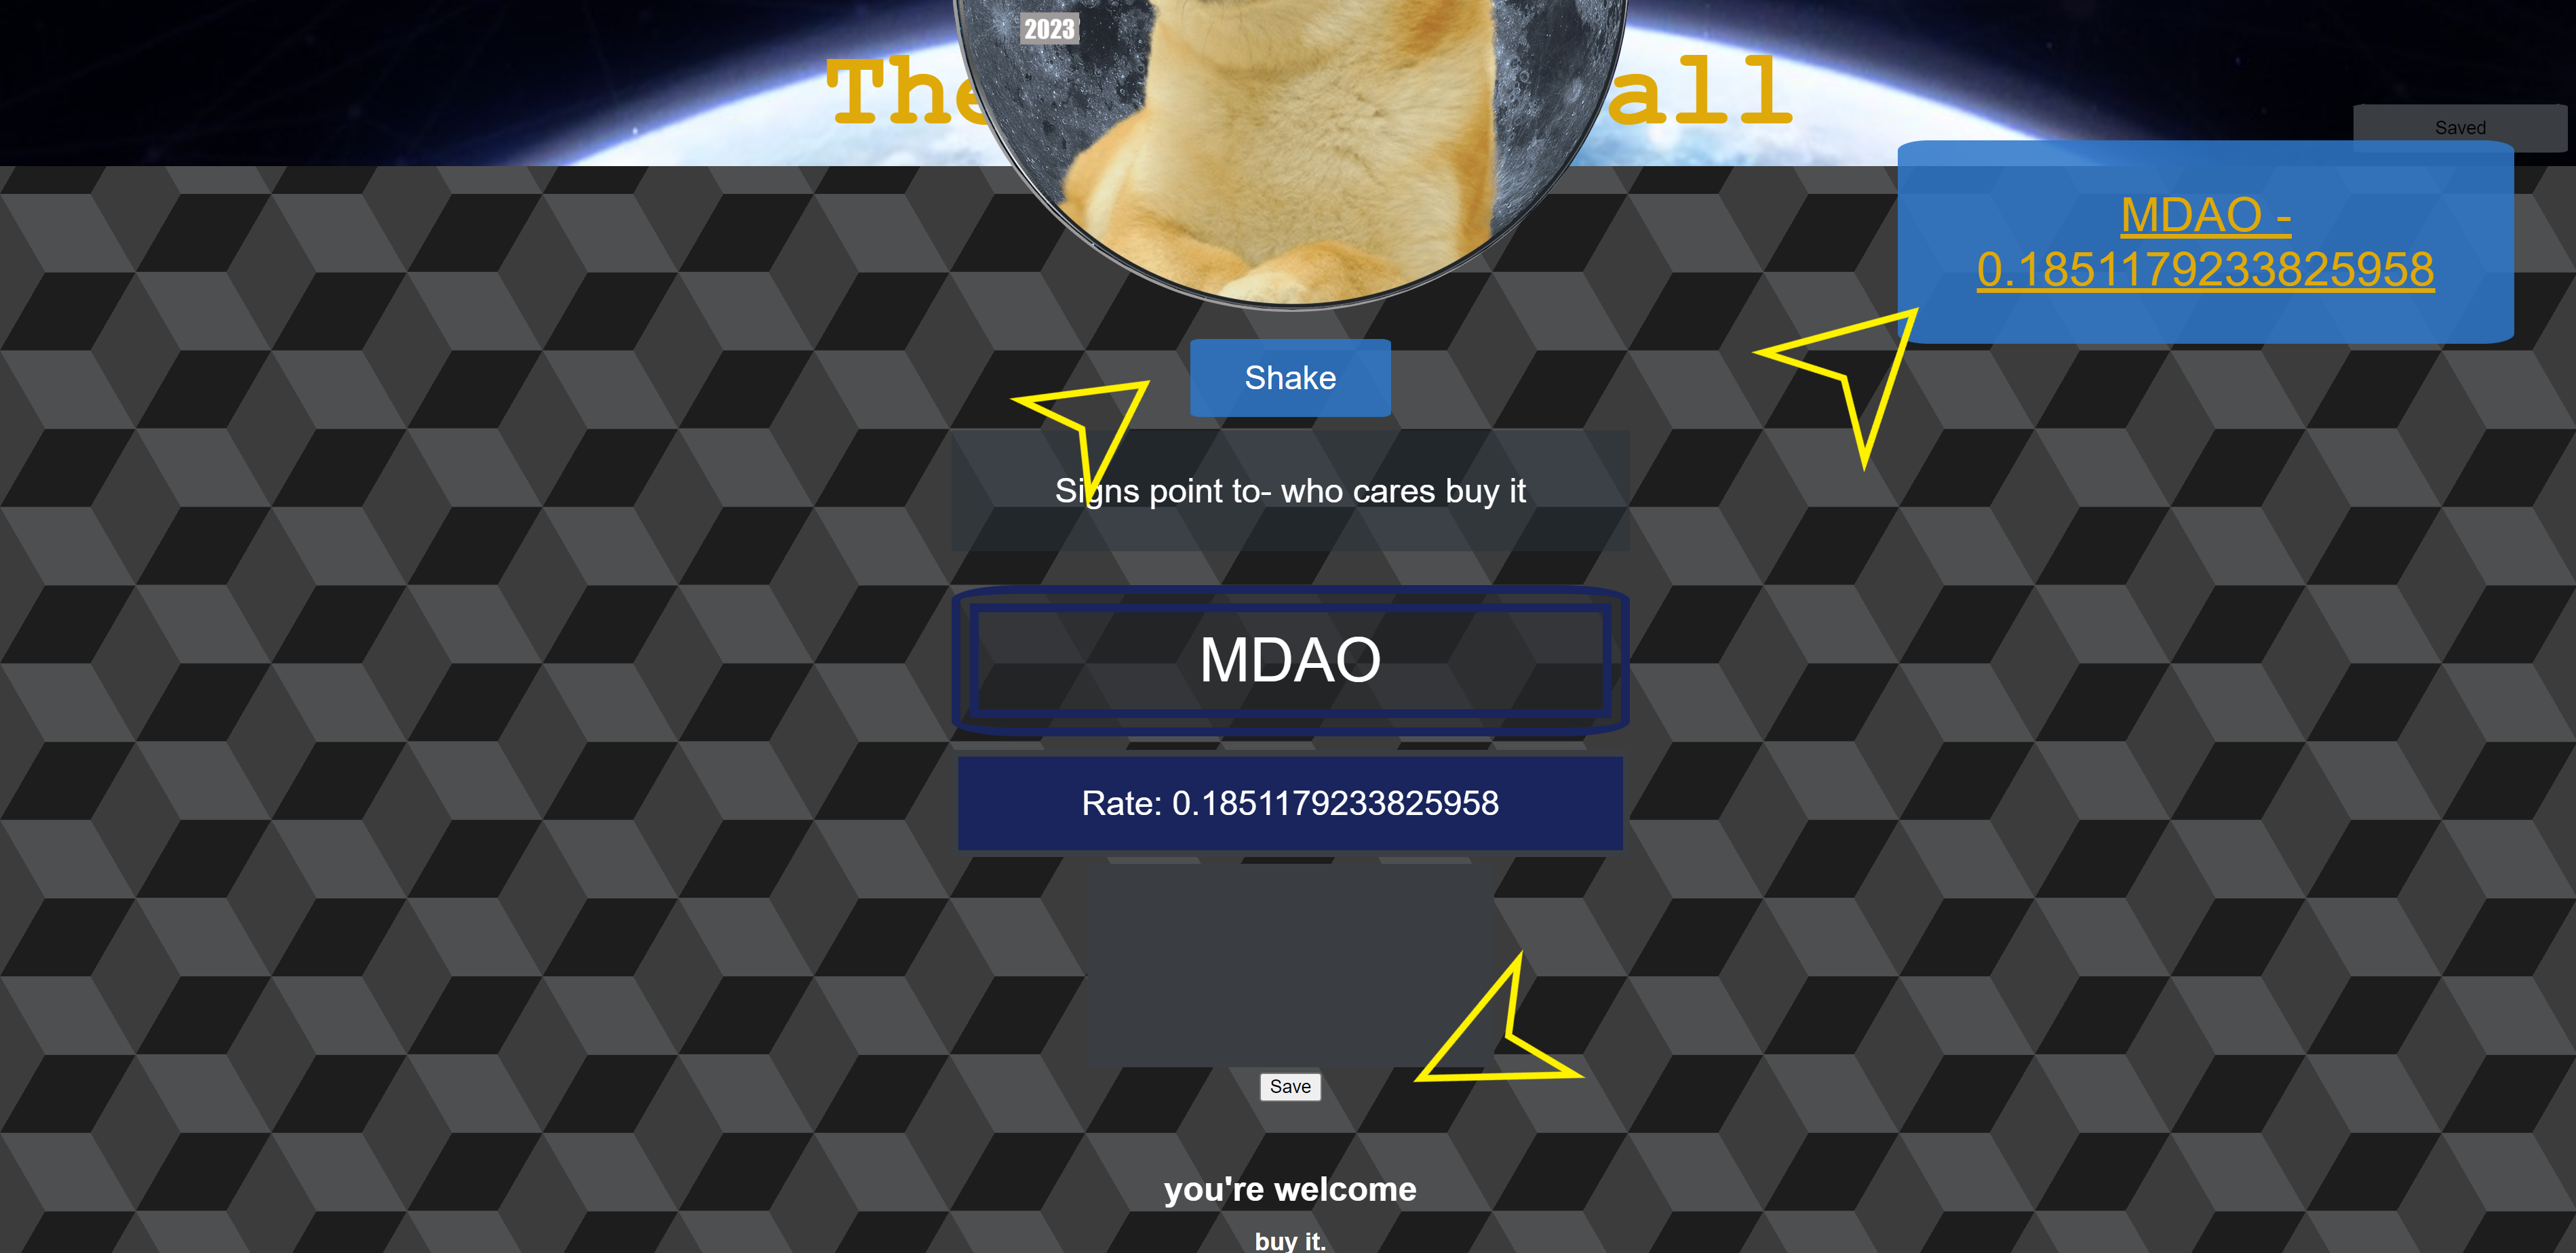 2023
The
all
Saved
MDAO -
0.1851179233825958
Shake
Signs point to- who cares buy it
MDAO
Rate: 0.1851179233825958
Save
you're welcome
buy it.